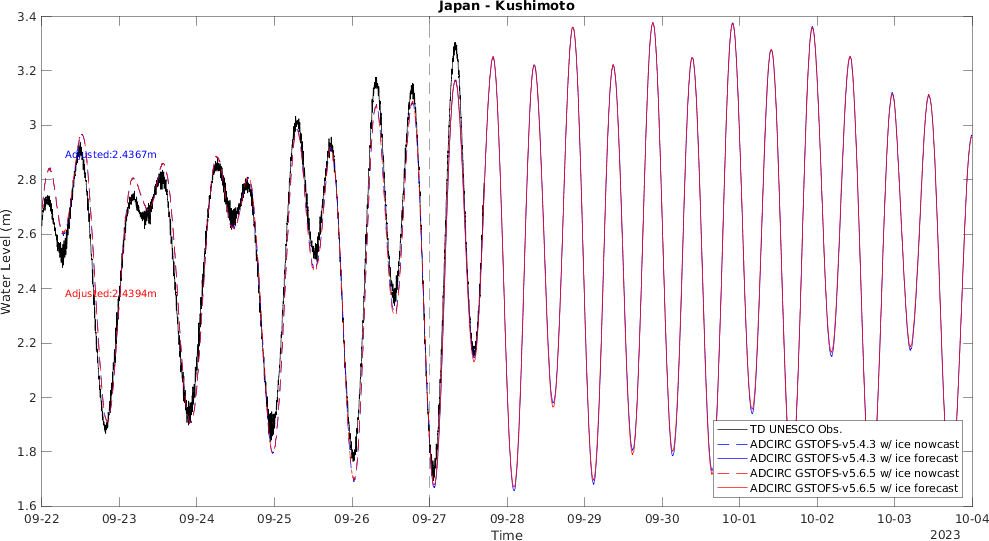 Japan - Kushimoto
3.4
3.2
3
2.8
2.6
2.4
2.2
2
1.8
1.6
Water Level (m)
Adjusted:2.4367m
Adjusted:2.4394m
TD UNESCO Obs.
ADCIRC GSTOFS-v5.4.3 w/ ice nowcast
ADCIRC GSTOFS-v5.4.3 w/ ice forecast
ADCIRC GSTOFS-v5.6.5 w/ ice nowcast
ADCIRC GSTOFS-v5.6.5 w/ ice forecast
09-22 09-23 09-24 09-25 09-26 09-27 09-28 09-29 09-30 10-01 10-02 10-03 10-04
Time
2023